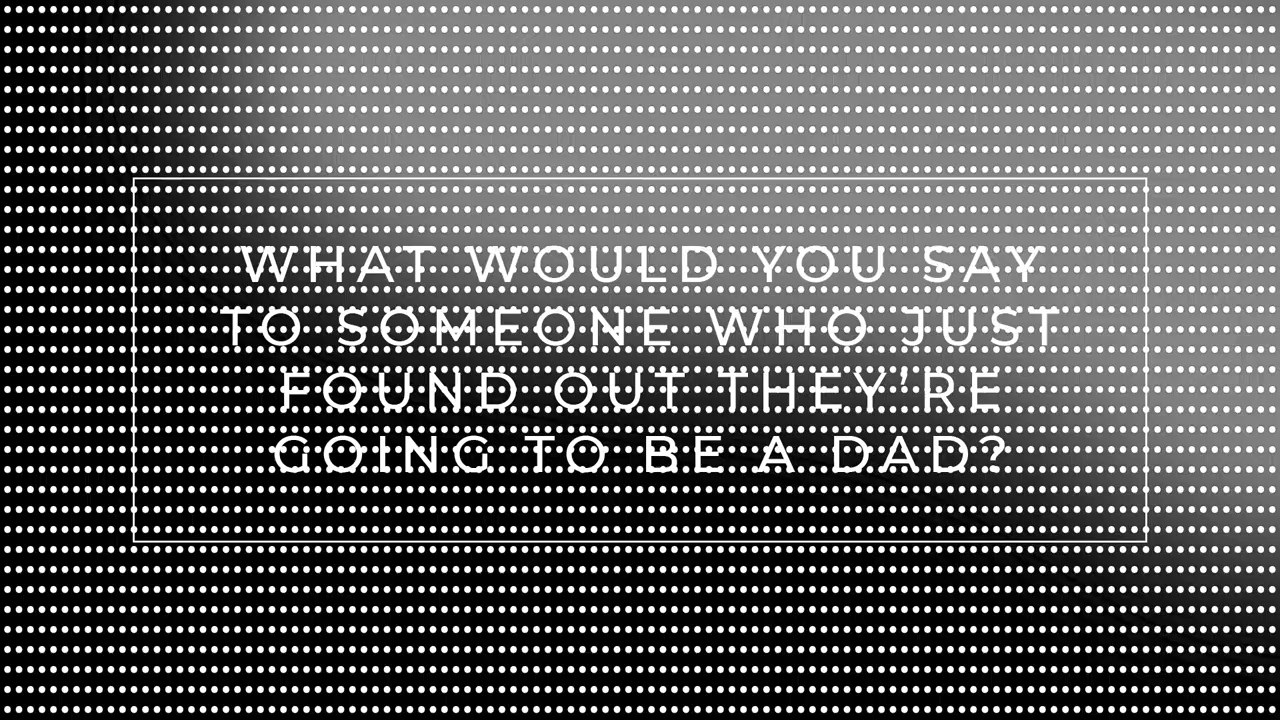 WHAT WOULD YOU SAY
TO SOMEONE WHO JUST
FOUND OUT THEY'RE
GOING TO BE A DAD?